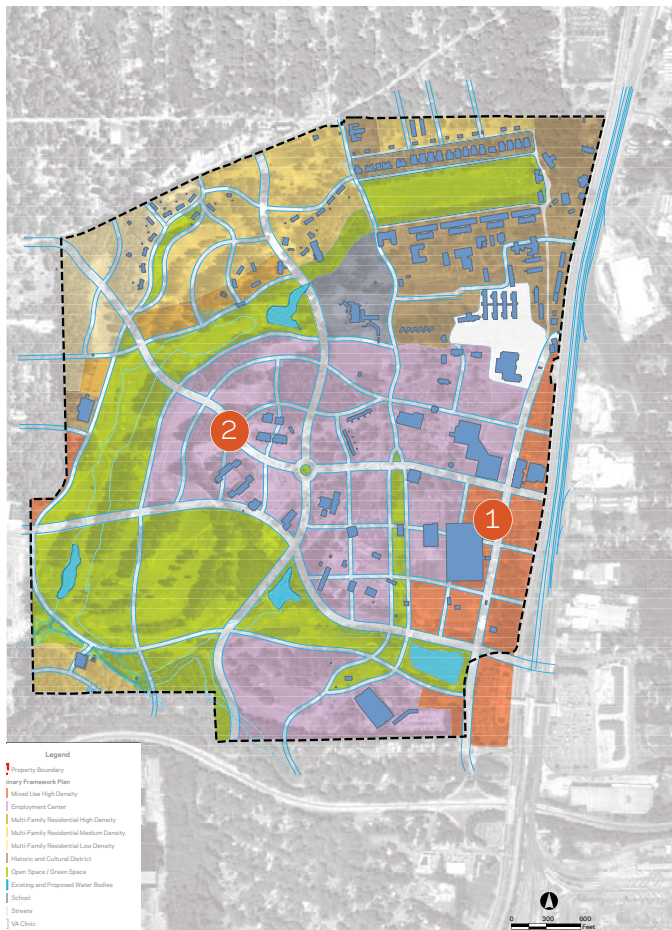 2
1
Legend
Property Boundary
inary Framework Plan
Mixed Use High Density
Employment Center
Multi-Family Residential High Density
Multi-Family Residential Medium Density
Multi-Family Residential Low Density
Historic and Cultural District
Open Space / Green Space
Existing and Proposed Water Bodies
School
Streets
VA Clinic
0 300 600
Feet